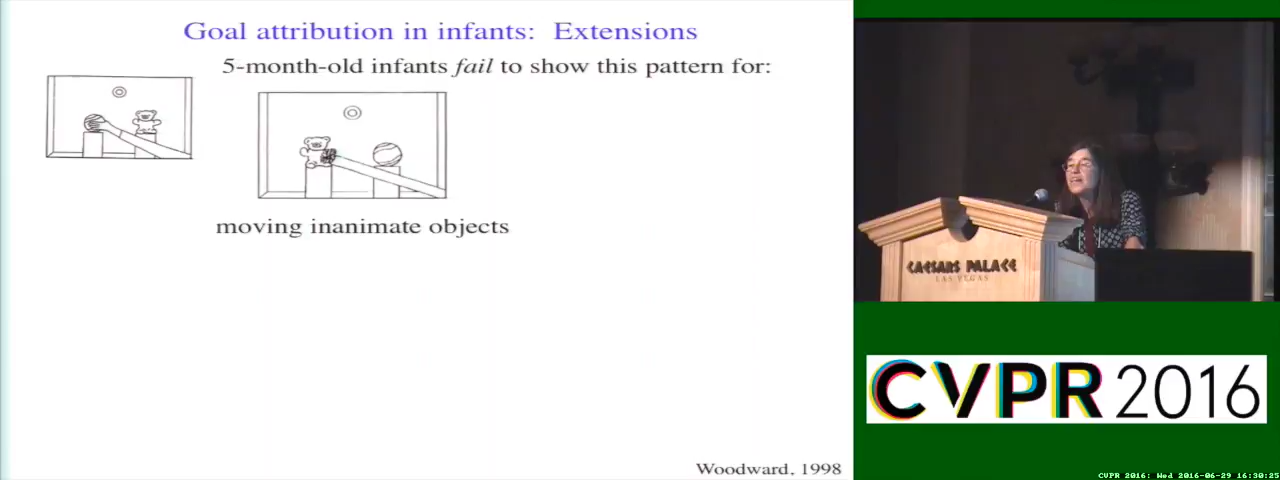 Goal attribution in infants: Extensions
5-month-old infants fail to show this pattern for:
moving inanimate objects
Woodward, 1998
CAESARS PALACE
LAS VEGAS
CVPR 2016
CVPR 2016: Wed 2016-06-29 16:30:25